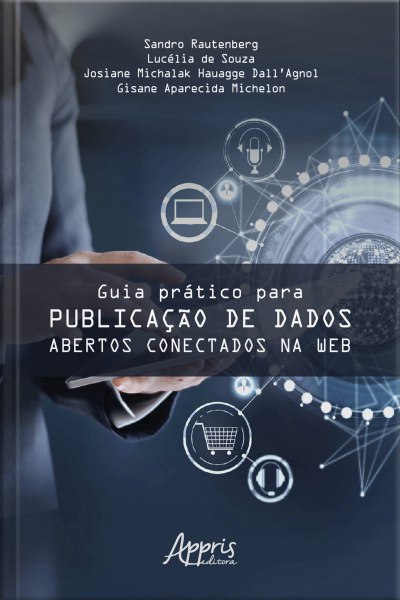 Sandro Rautenberg
Lucélia de Souza
Josiane Michalak Hauagge Dall'Agnol
Gisane Aparecida Michelon
Guia prático para
PUBLICAÇÃO DE DADOS
ABERTOS CONECTADOS NA WEB
Appris
editora